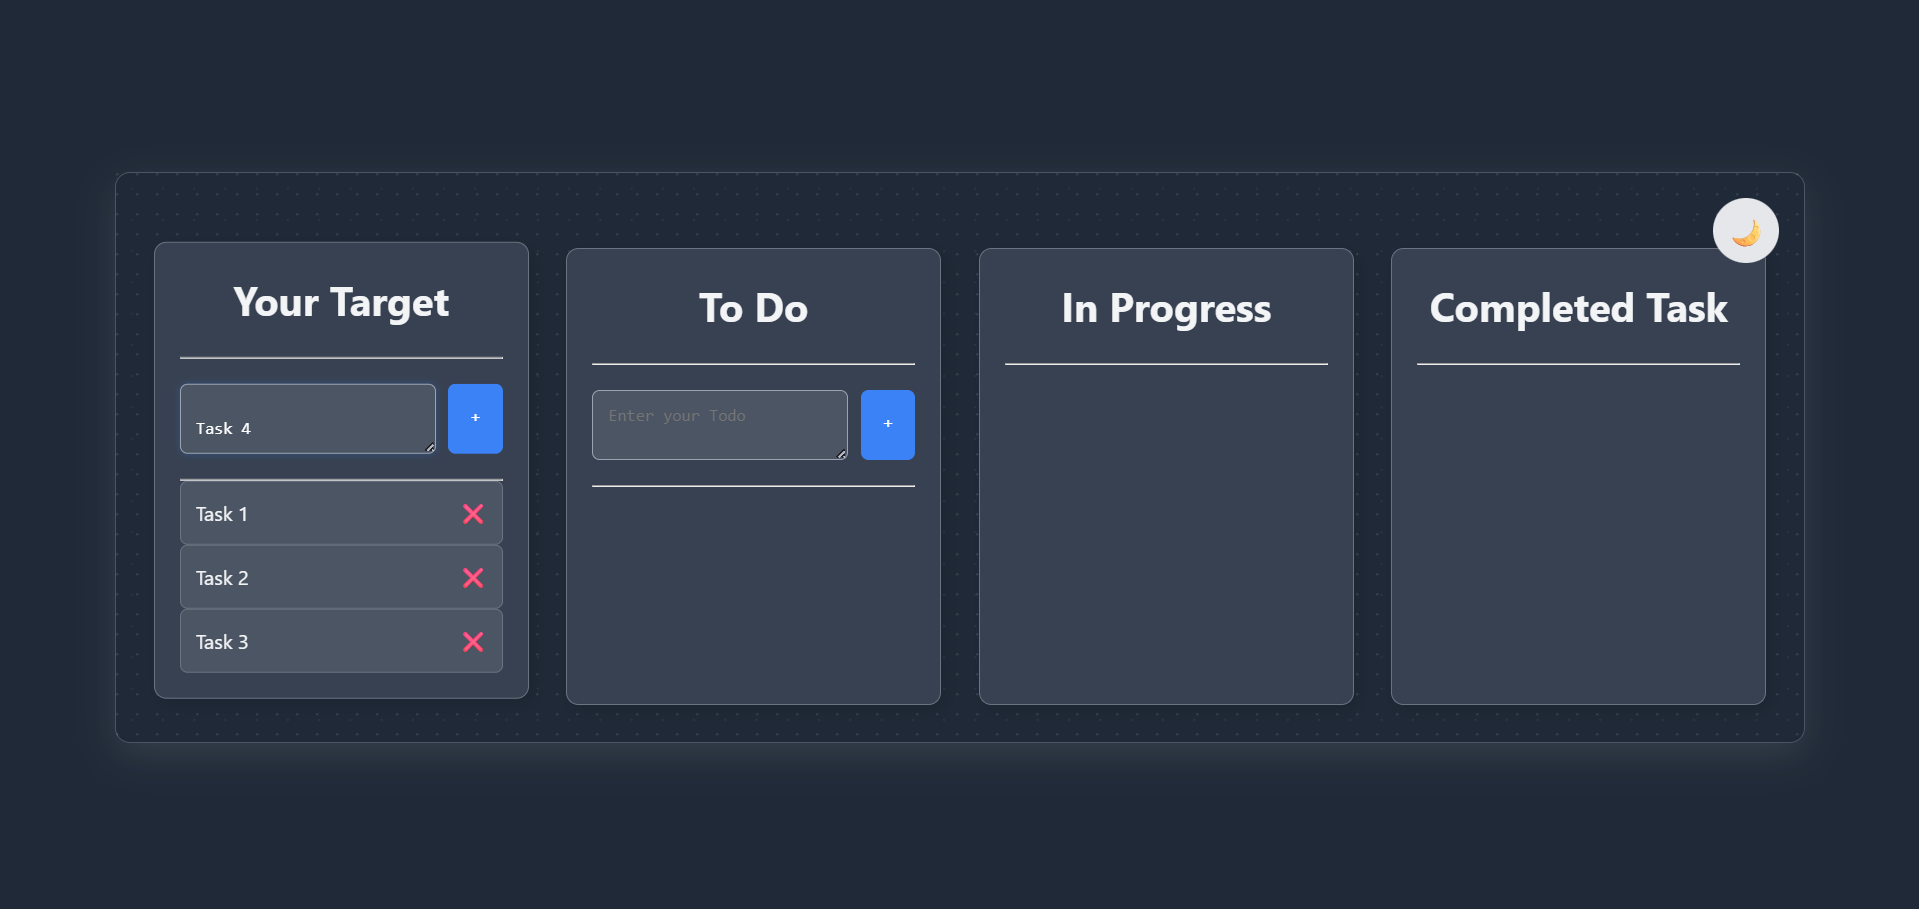 Your Target
Task 4
+
Task 1
Task 2
Task 3
To Do
Enter your Todo
+
In Progress
Completed Task